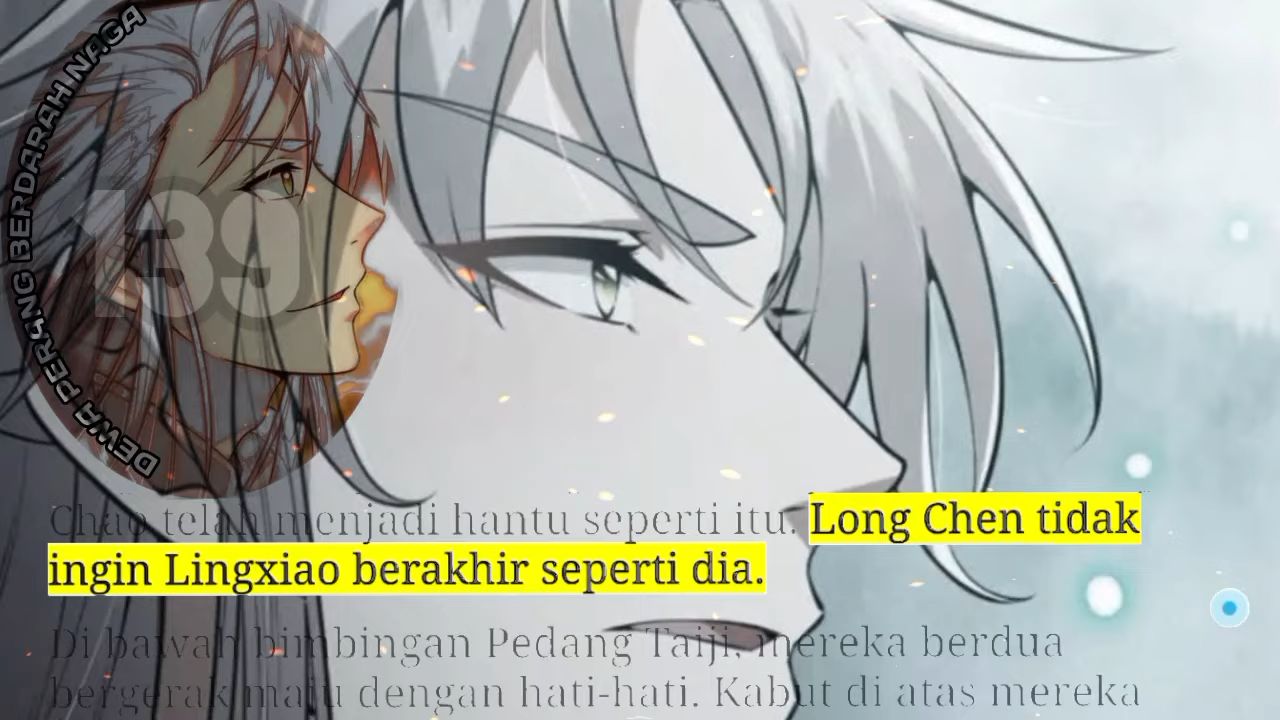 DEWA PERANG BERDARAH NAGA
139
Chao telah menjadi hantu seperti itu. Long Chen tidak
ingin Lingxiao berakhir seperti dia.
Di bawah bimbingan Pedang Taiji, mereka berdua
bergerak maju dengan hati-hati. Kabut di atas mereka